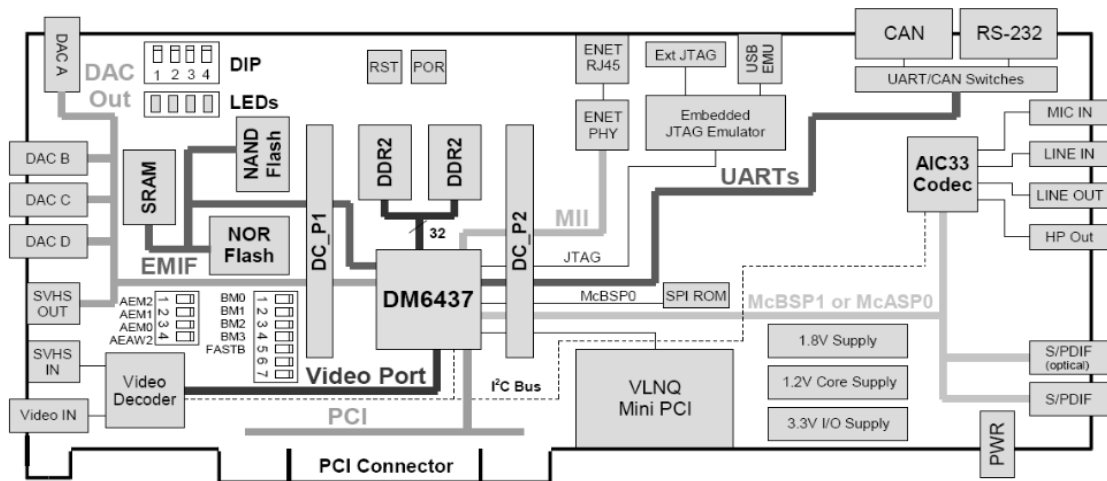 DAC A
DAC
Out
1 2 3 4
DIP
LEDs
RST
POR
ENET
RJ45
Ext JTAG
USB
EMU
CAN
RS-232
UART/CAN Switches
ENET
PHY
Embedded
JTAG Emulator
MIC IN
LINE IN
LINE OUT
HP Out
AIC33
Codec
DAC B
DAC C
DAC D
SRAM
NAND
Flash
NOR
Flash
EMIF
DC_P1
DDR2
DDR2
32
DC_P2
MII
UARTs
JTAG
DM6437
McBSP0
SPI ROM
McBSP1 or McASP0
SVHS
OUT
AEM2
AEM1
AEM0
AEAW2
1
2
3
4
BM0
BM1
BM2
BM3
FASTB
1
2
3
4
5
6
7
SVHS
IN
Video
Decoder
Video IN
Video Port
I²C Bus
PCI
VLNQ
Mini PCI
1.8V Supply
1.2V Core Supply
3.3V I/O Supply
S/PDIF
(optical)
S/PDIF
PWR
PCI Connector